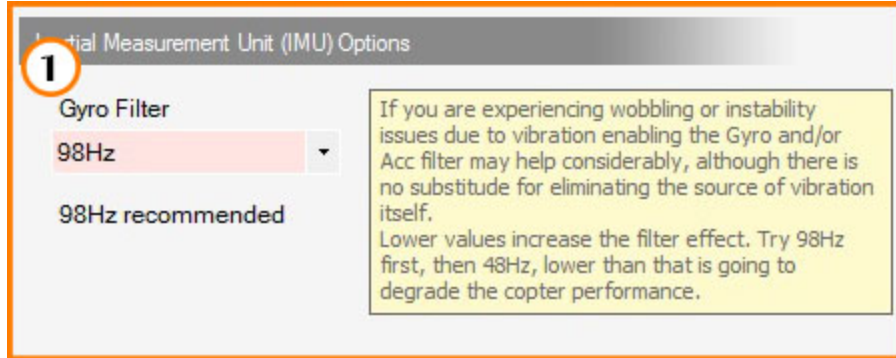 Inertial Measurement Unit (IMU) Options
1
Gyro Filter
98Hz
98Hz recommended
If you are experiencing wobbling or instability
issues due to vibration enabling the Gyro and/or
Acc filter may help considerably, although there is
no substitude for eliminating the source of vibration
itself.
Lower values increase the filter effect. Try 98Hz
first, then 48Hz, lower than that is going to
degrade the copter performance.